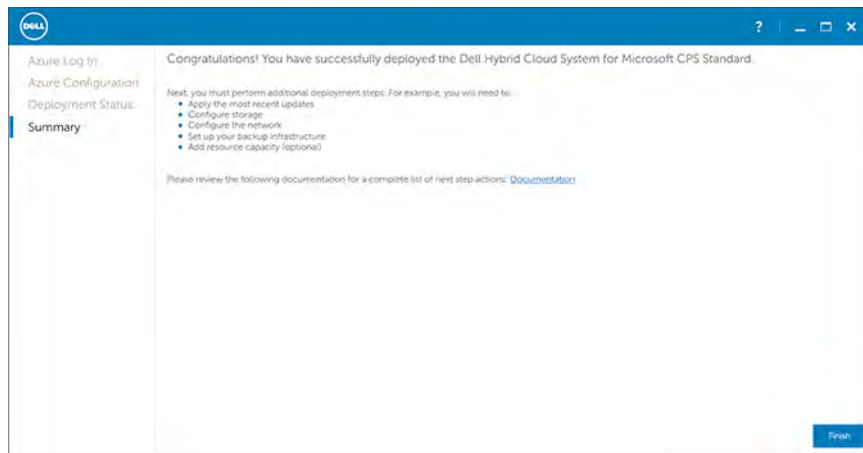 DELL
?
Azure Log In
Azure Configuration
Deployment Status
Summary
Congratulations! You have successfully deployed the Dell Hybrid Cloud System for Microsoft CPS Standard.
Next, you must perform additional deployment steps. For example, you will need to:
Apply the most recent updates
Configure storage
Configure the network
Set up your backup infrastructure
Add resource capacity (optional)
Please review the following documentation for a complete list of next step actions: Documentation
Finish